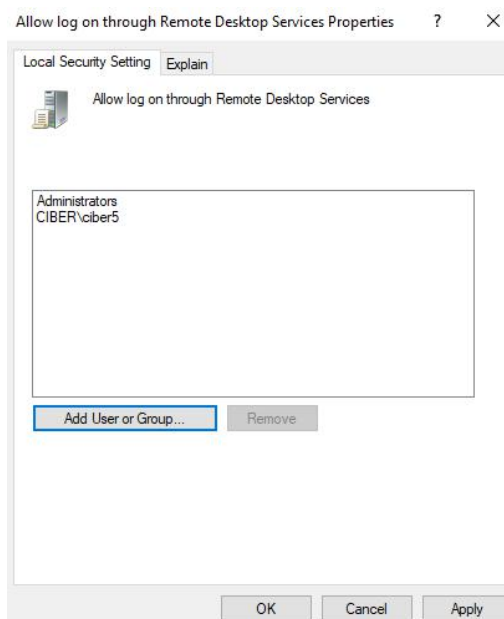 Allow log on through Remote Desktop Services Properties ? ×
Local Security Setting Explain
Allow log on through Remote Desktop Services
Administrators
CIBER\ciber5
Add User or Group... Remove
OK Cancel Apply